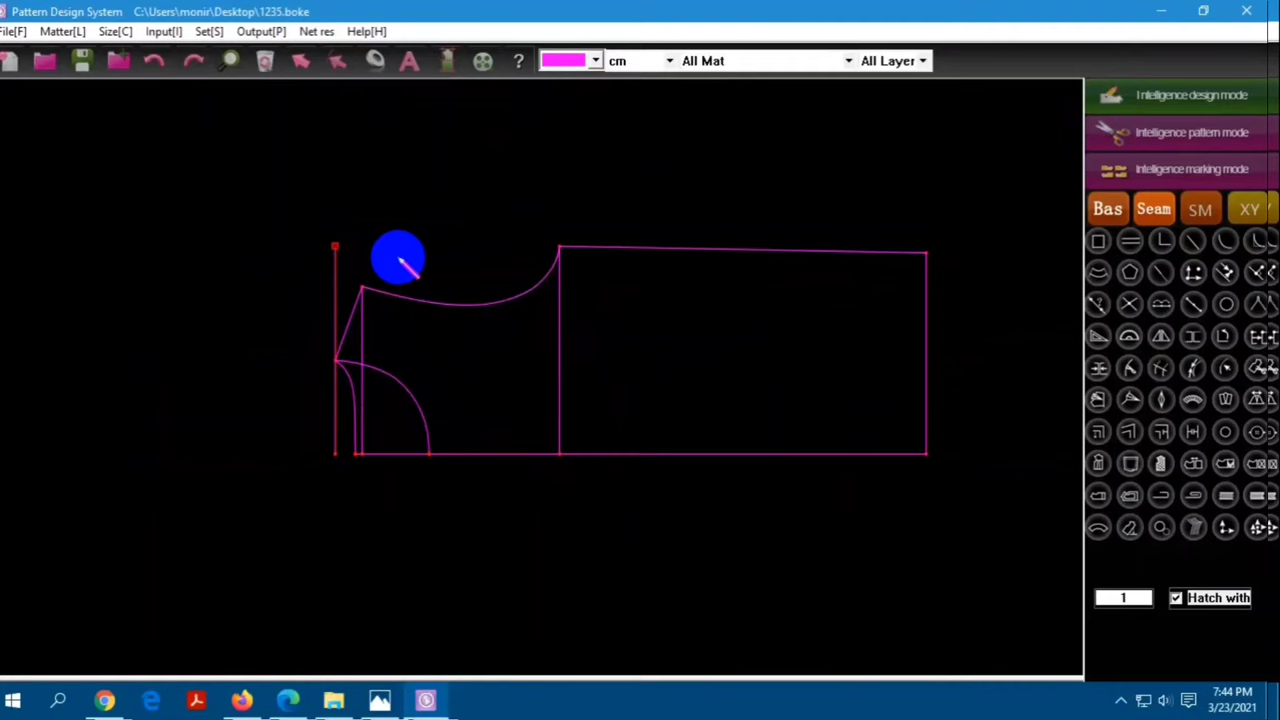 Pattern Design System C:\Users\monir\Desktop\1235.boke
File[F] Matter[L] Size[C] Input[I] Set[S] Output[P] Net res Help[H]
A ? cm All Mat All Layer
Intelligence design mode
Intelligence pattern mode
Intelligence marking mode
Bas Seam SM XY
1 Hatch with
7:44 PM
3/23/2021